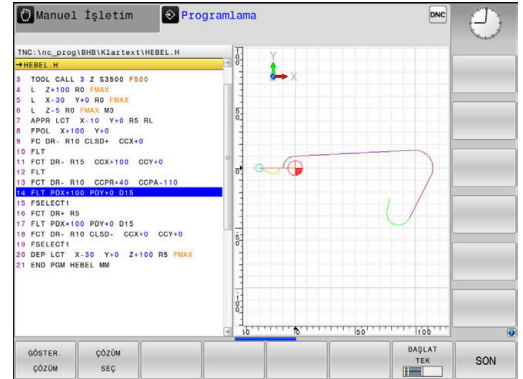 Manuel İşletim
Programlama
DNC
TNC:\nc_prog\BHB\Klartext\HEBEL.H
→HEBEL.H
3 TOOL CALL 3 Z S3500 F500
4 L Z+100 R0 FMAX
5 L X-30 Y+0 R0 FMAX
6 L Z-5 R0 FMAX M3
7 APPR LCT X-10 Y+0 R5 RL
8 FPOL X+100 Y+0
9 FC DR- R10 CLSD+ CCX+0
10 FLT
11 FCT DR- R15 CCX+100 CCY+0
12 FLT
13 FCT DR- R10 CCPR+40 CCPA-110
14 FLT PDX+100 PDY+0 D15
15 FSELECT1
16 FCT DR+ R5
17 FLT PDX+100 PDY+0 D15
18 FCT DR- R10 CLSD- CCX+0 CCY+0
19 FSELECT1
20 DEP LCT X-30 Y+0 Z+100 R5 FMAX
21 END PGM HEBEL MM
Y
X
0
50
100
GÖSTER.
ÇÖZÜM
ÇÖZÜM
SEÇ
BAŞLAT
TEK
SON